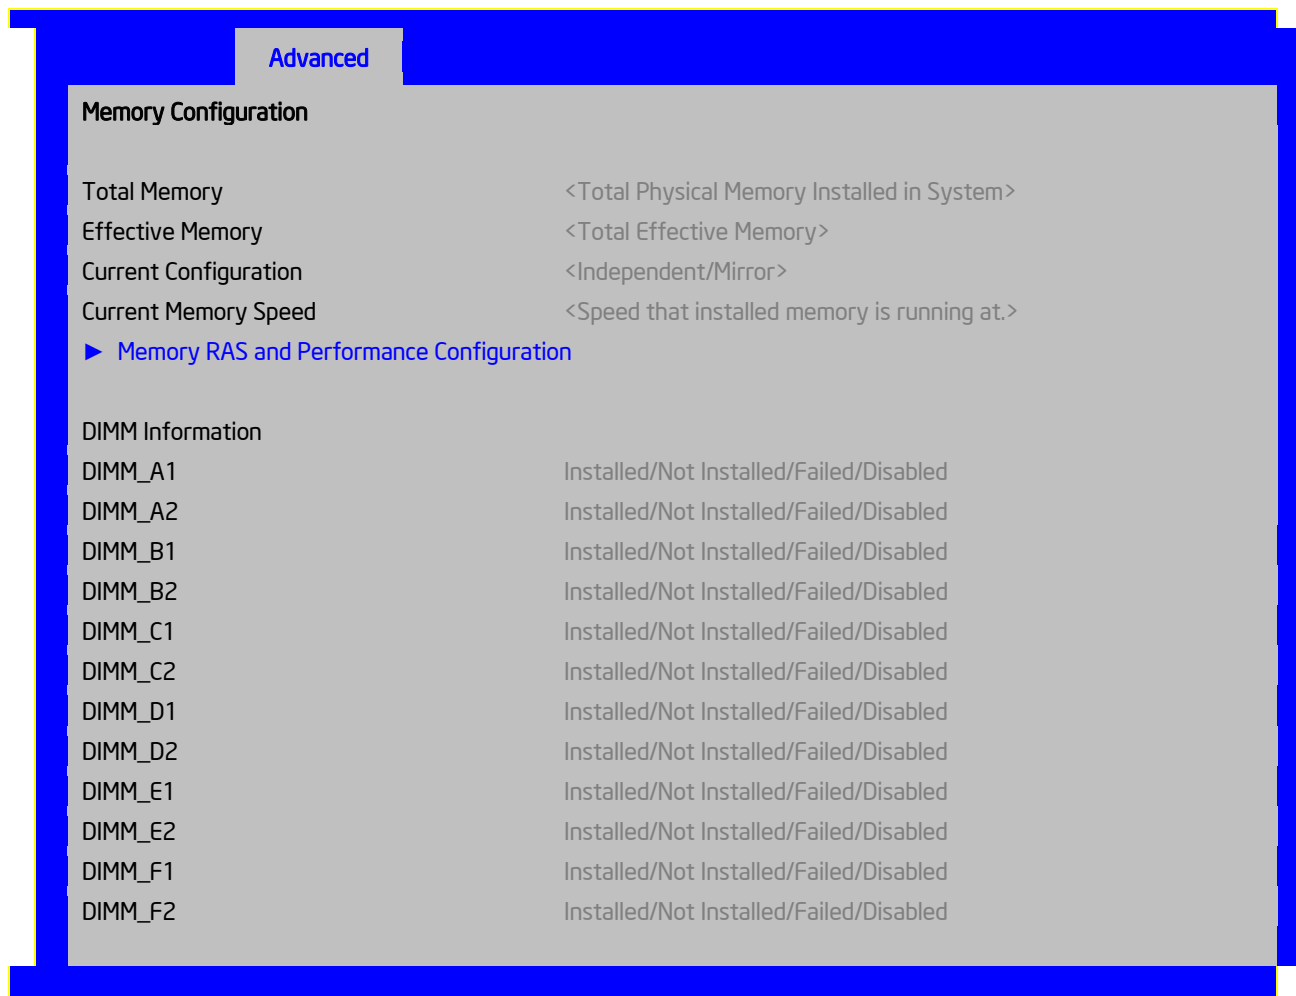 Advanced
Memory Configuration
Total Memory <Total Physical Memory Installed in System>
Effective Memory <Total Effective Memory>
Current Configuration <Independent/Mirror>
Current Memory Speed <Speed that installed memory is running at.>
► Memory RAS and Performance Configuration
DIMM Information
DIMM_A1 Installed/Not Installed/Failed/Disabled
DIMM_A2 Installed/Not Installed/Failed/Disabled
DIMM_B1 Installed/Not Installed/Failed/Disabled
DIMM_B2 Installed/Not Installed/Failed/Disabled
DIMM_C1 Installed/Not Installed/Failed/Disabled
DIMM_C2 Installed/Not Installed/Failed/Disabled
DIMM_D1 Installed/Not Installed/Failed/Disabled
DIMM_D2 Installed/Not Installed/Failed/Disabled
DIMM_E1 Installed/Not Installed/Failed/Disabled
DIMM_E2 Installed/Not Installed/Failed/Disabled
DIMM_F1 Installed/Not Installed/Failed/Disabled
DIMM_F2 Installed/Not Installed/Failed/Disabled